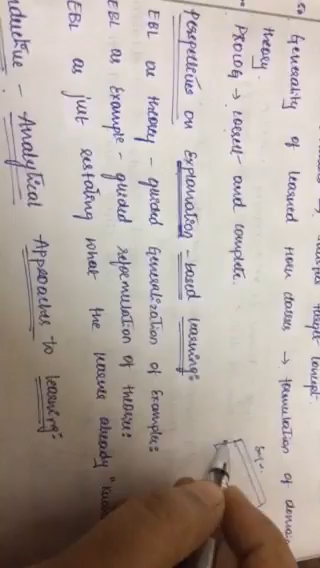 Generality of learned Horn clauses → formulation of domain
theory.
PROLOG → correct and complete.
Perspectives on Explanation-based learning:
EBL as theory-guided generalization of examples:
EBL as Example-guided reformulation of theories:
EBL as just restating what the learner already "knows
Inductive - Analytical Approaches to learning: